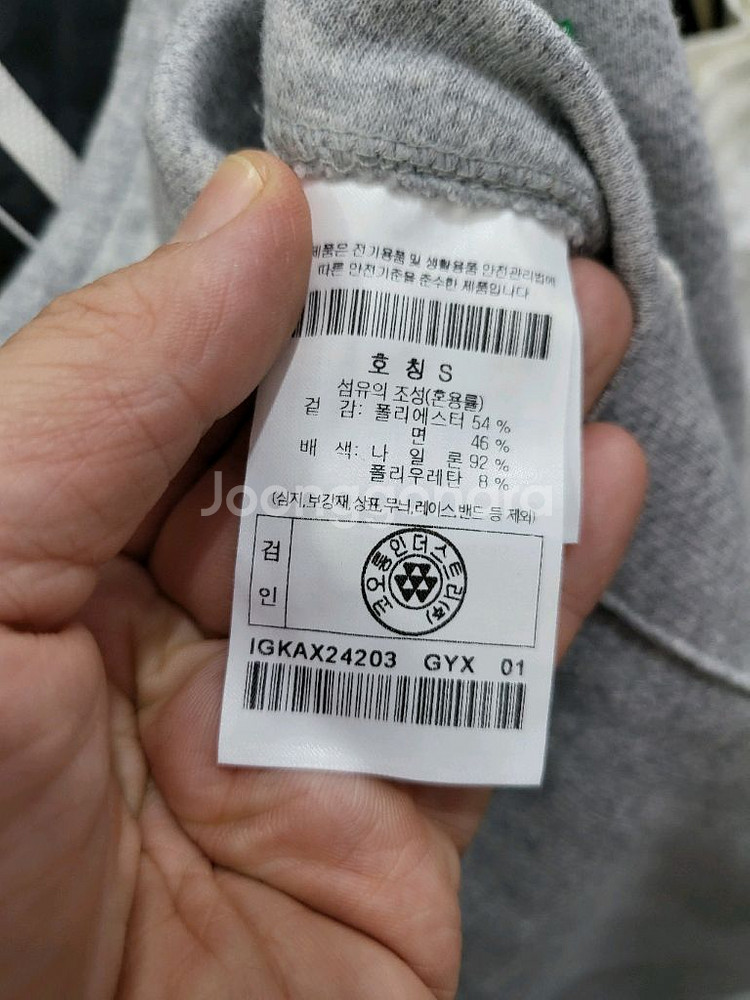 제품은 전기용품 및 생활용품 안전관리법에
따른 안전기준을 준수한 제품입니다
호 칭 S
섬유의 조성(혼용률)
겉 감: 폴리에스터 54 %
면 46 %
배 색: 나 일 론 92 %
폴리우레탄 8 %
Joonggonara
(심지,보강재,상표,무늬,레이스,밴드 등 제외)
검
인
코오롱인더스트리(주)
IGKAX24203 GYX 01